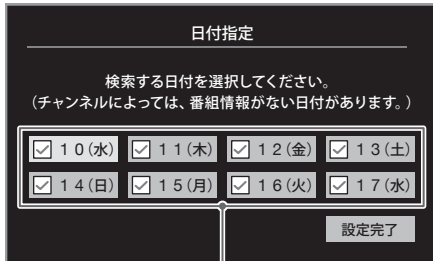 日付指定
検索する日付を選択してください。
（チャンネルによっては、番組情報がない日付があります。）
１０(水) １１(木) １２(金) １３(土)
１４(日) １５(月) １６(火) １７(水)
設定完了